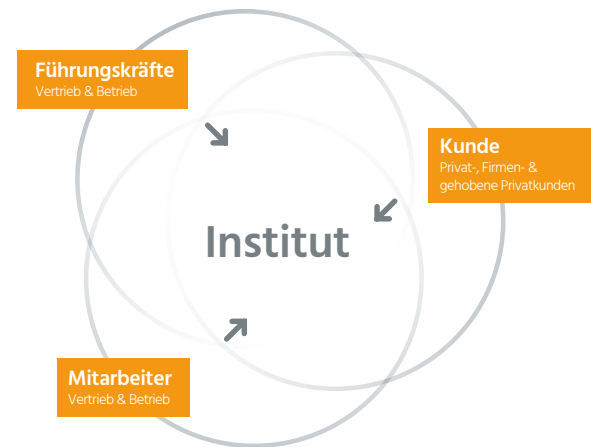 Führungskräfte
Vertrieb & Betrieb
Kunde
Privat-, Firmen- &
gehobene Privatkunden
Institut
Mitarbeiter
Vertrieb & Betrieb